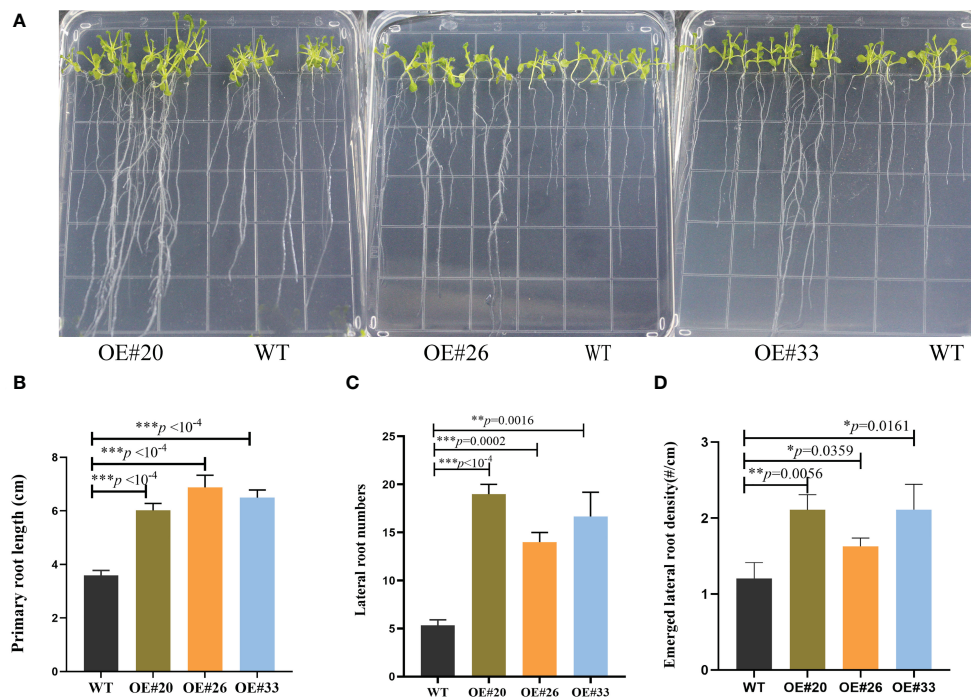 A
OE#20 WT OE#26 WT OE#33 WT
B
***p <10-4
***p <10-4
***p <10-4
Primary root length (cm)
8
6
4
2
0
WT OE#20 OE#26 OE#33
C
**p=0.0016
***p=0.0002
***p<10-4
Lateral root numbers
25
20
15
10
5
0
WT OE#20 OE#26 OE#33
D
*p=0.0161
*p=0.0359
**p=0.0056
Emerged lateral root density(#/cm)
3
2
1
0
WT OE#20 OE#26 OE#33